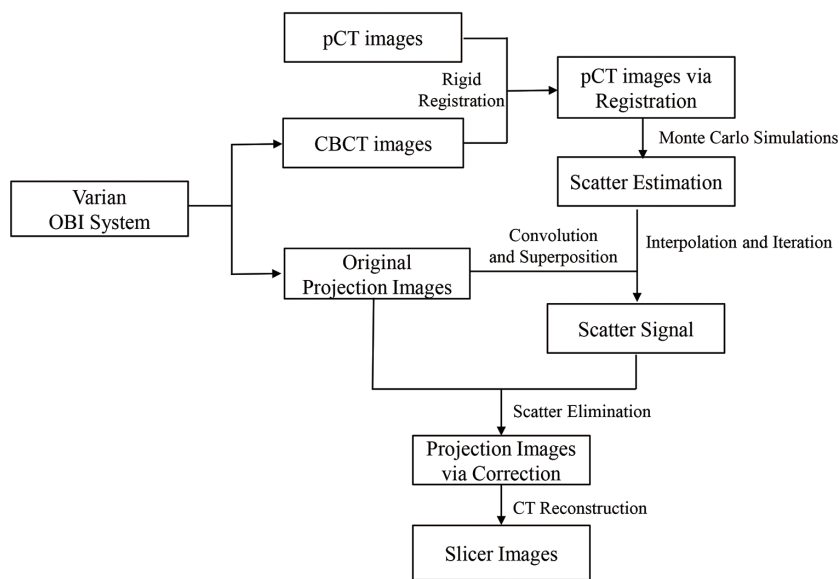 pCT images
Rigid
Registration
pCT images via
Registration
CBCT images
Monte Carlo Simulations
Varian
OBI System
Scatter Estimation
Convolution
and Superposition
Interpolation and Iteration
Original
Projection Images
Scatter Signal
Scatter Elimination
Projection Images
via Correction
CT Reconstruction
Slicer Images